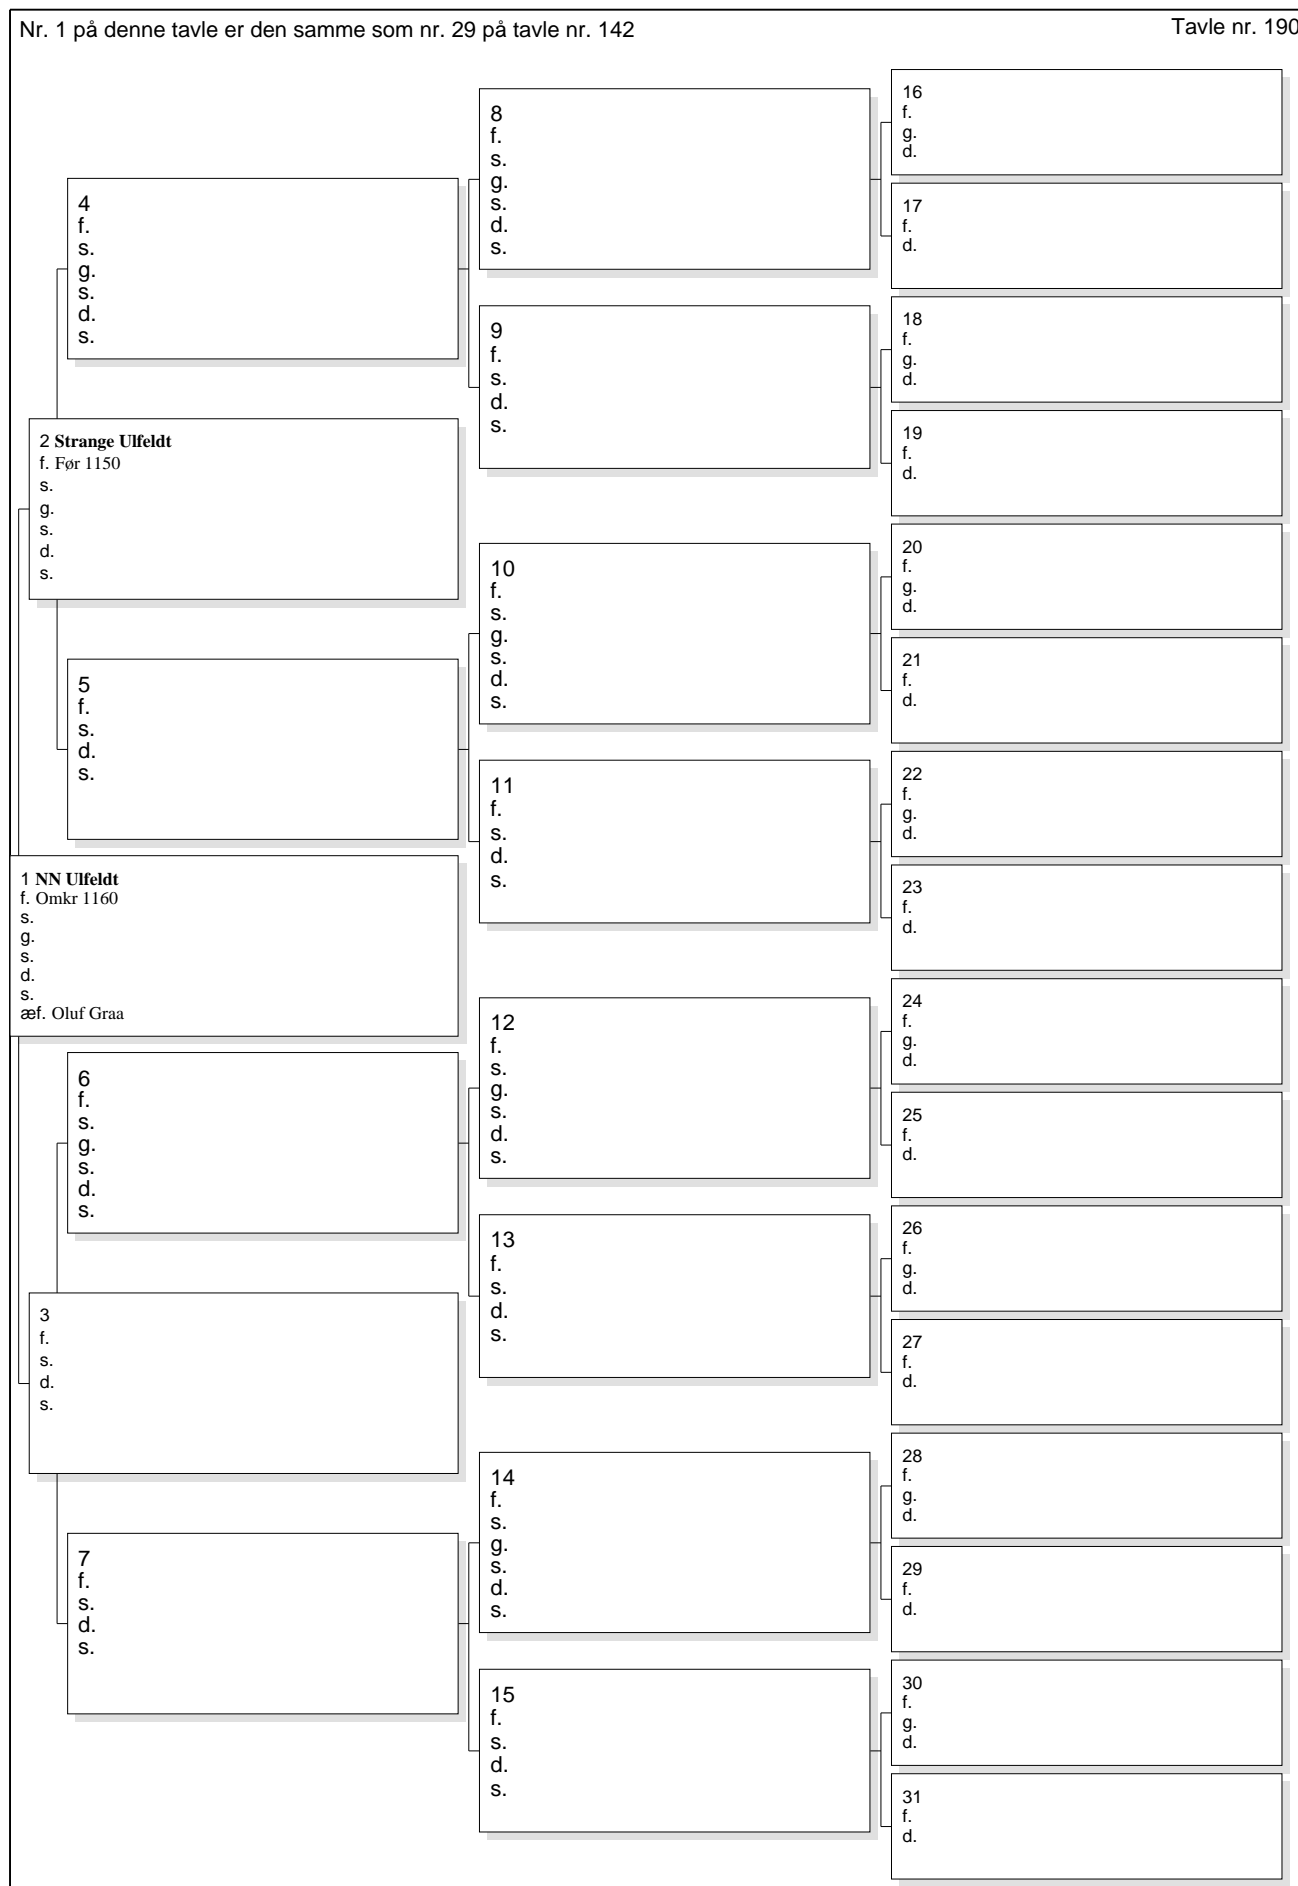 Nr. 1 på denne tavle er den samme som nr. 29 på tavle nr. 142
Tavle nr. 190
16
f.
g.
d.
8
f.
s.
g.
s.
d.
s.
17
f.
d.
4
f.
s.
g.
s.
d.
s.
18
f.
g.
d.
9
f.
s.
d.
s.
19
f.
d.
2 Strange Ulfeldt
f. Før 1150
s.
g.
s.
d.
s.
20
f.
g.
d.
10
f.
s.
g.
s.
d.
s.
21
f.
d.
5
f.
s.
d.
s.
22
f.
g.
d.
11
f.
s.
d.
s.
23
f.
d.
1 NN Ulfeldt
f. Omkr 1160
s.
g.
s.
d.
s.
æf. Oluf Graa
24
f.
g.
d.
12
f.
s.
g.
s.
d.
s.
25
f.
d.
6
f.
s.
g.
s.
d.
s.
26
f.
g.
d.
13
f.
s.
d.
s.
27
f.
d.
3
f.
s.
d.
s.
28
f.
g.
d.
14
f.
s.
g.
s.
d.
s.
29
f.
d.
7
f.
s.
d.
s.
30
f.
g.
d.
15
f.
s.
d.
s.
31
f.
d.